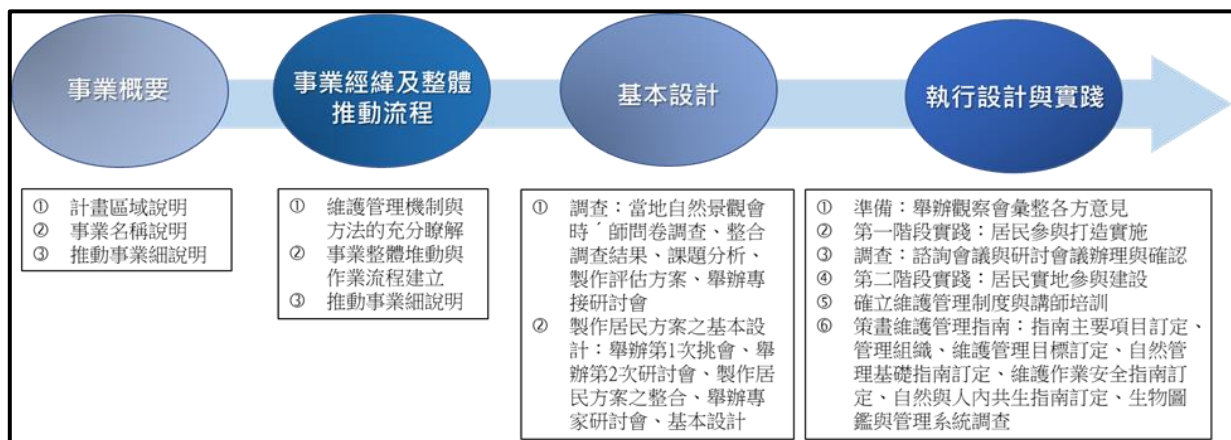 事業概要
事業經緯及整體
推動流程
基本設計
執行設計與實踐
① 計畫區域說明
② 事業名稱說明
③ 推動事業細說明
① 維護管理機制與
方法的充分瞭解
② 事業整體堆動與
作業流程建立
③ 推動事業細說明
① 調查：當地自然景觀會
時ˊ師問卷調查、整合
調查結果、課題分析、
製作評估方案、舉辦專
接研討會
② 製作居民方案之基本設
計：舉辦第1次挑會、舉
辦第2次研討會、製作居
民方案之整合、舉辦專
家研討會、基本設計
① 準備：舉辦觀察會彙整各方意見
② 第一階段實踐：居民參與打造實施
③ 調查：諮詢會議與研討會議辦理與確認
④ 第二階段實踐：居民實地參與建設
⑤ 確立維護管理制度與講師培訓
⑥ 策畫維護管理指南：指南主要項目訂定、
管理組織、維護管理目標訂定、自然管
理基礎指南訂定、維護作業安全指南訂
定、自然與人內共生指南訂定、生物圖
鑑與管理系統調查